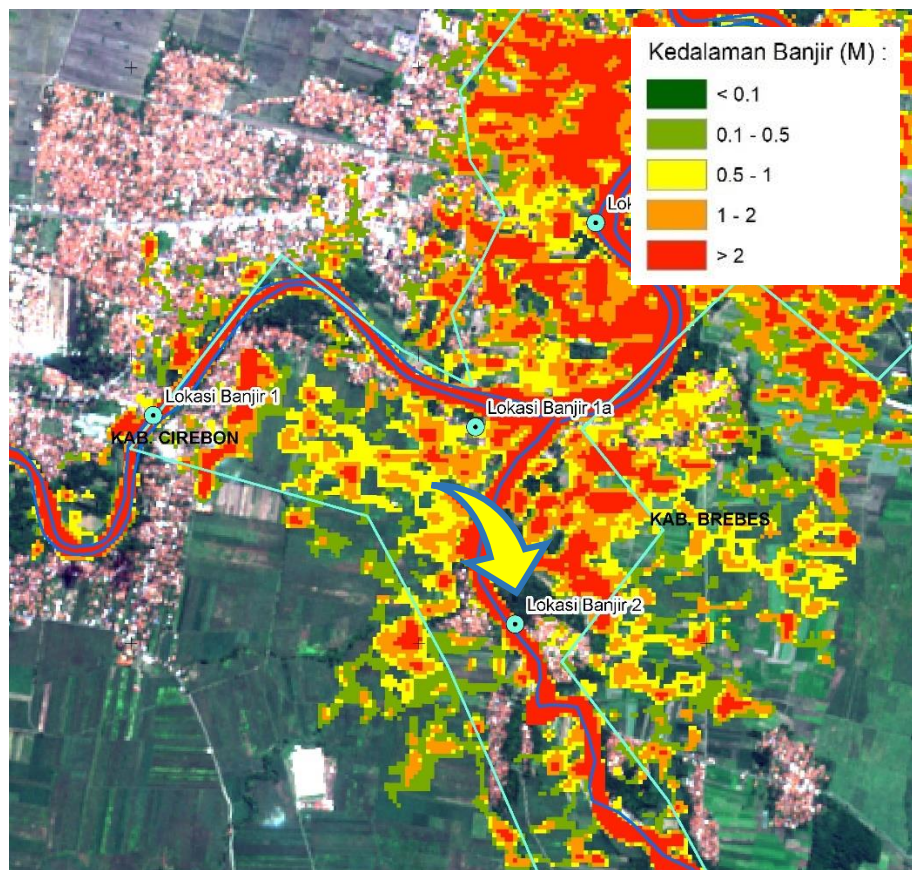 Kedalaman Banjir (M) :
< 0.1
0.1 - 0.5
0.5 - 1
1 - 2
> 2
Lokasi Banjir 1
Lokasi Banjir 1a
KAB. CIREBON
KAB. BREBES
Lokasi Banjir 2